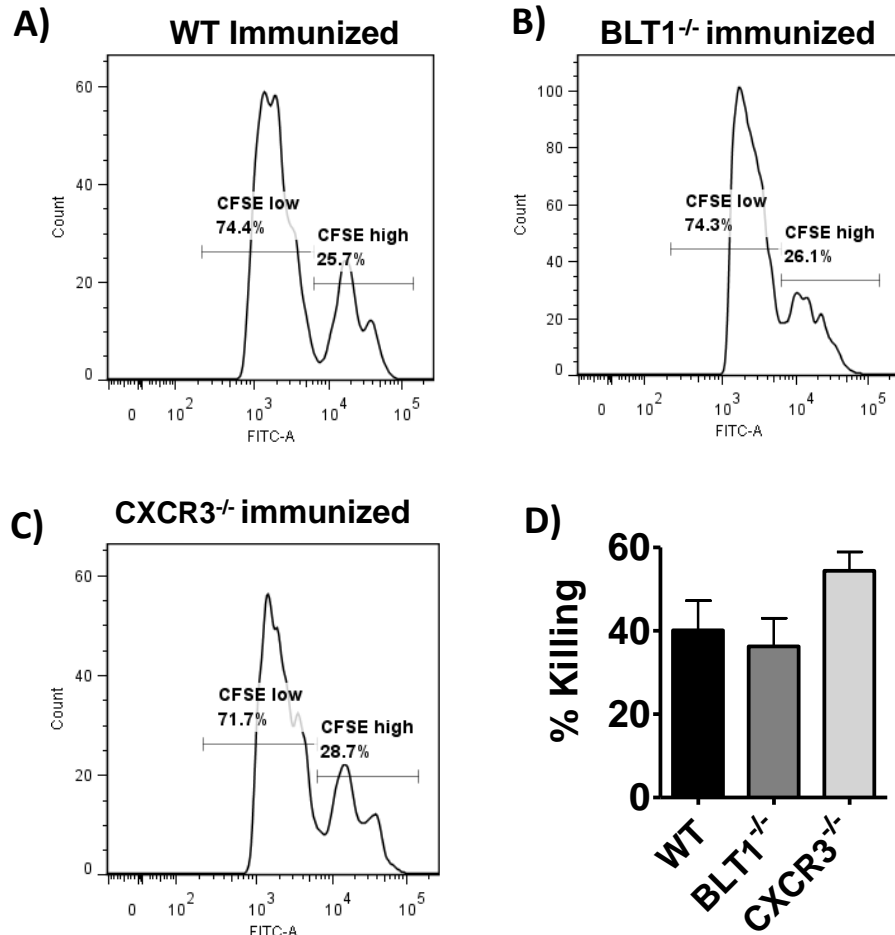 A)
WT Immunized
60
40
20
0
Count
CFSE low
74.4%
CFSE high
25.7%
0 10^2 10^3 10^4 10^5
FITC-A
B)
BLT1-/- immunized
100
80
60
40
20
0
Count
CFSE low
74.3%
CFSE high
26.1%
0 10^2 10^3 10^4 10^5
FITC-A
C)
CXCR3-/- immunized
60
40
20
0
Count
CFSE low
71.7%
CFSE high
28.7%
0 10^2 10^3 10^4 10^5
FITC-A
D)
60
40
20
0
% Killing
WT
BLT1-/-
CXCR3-/-